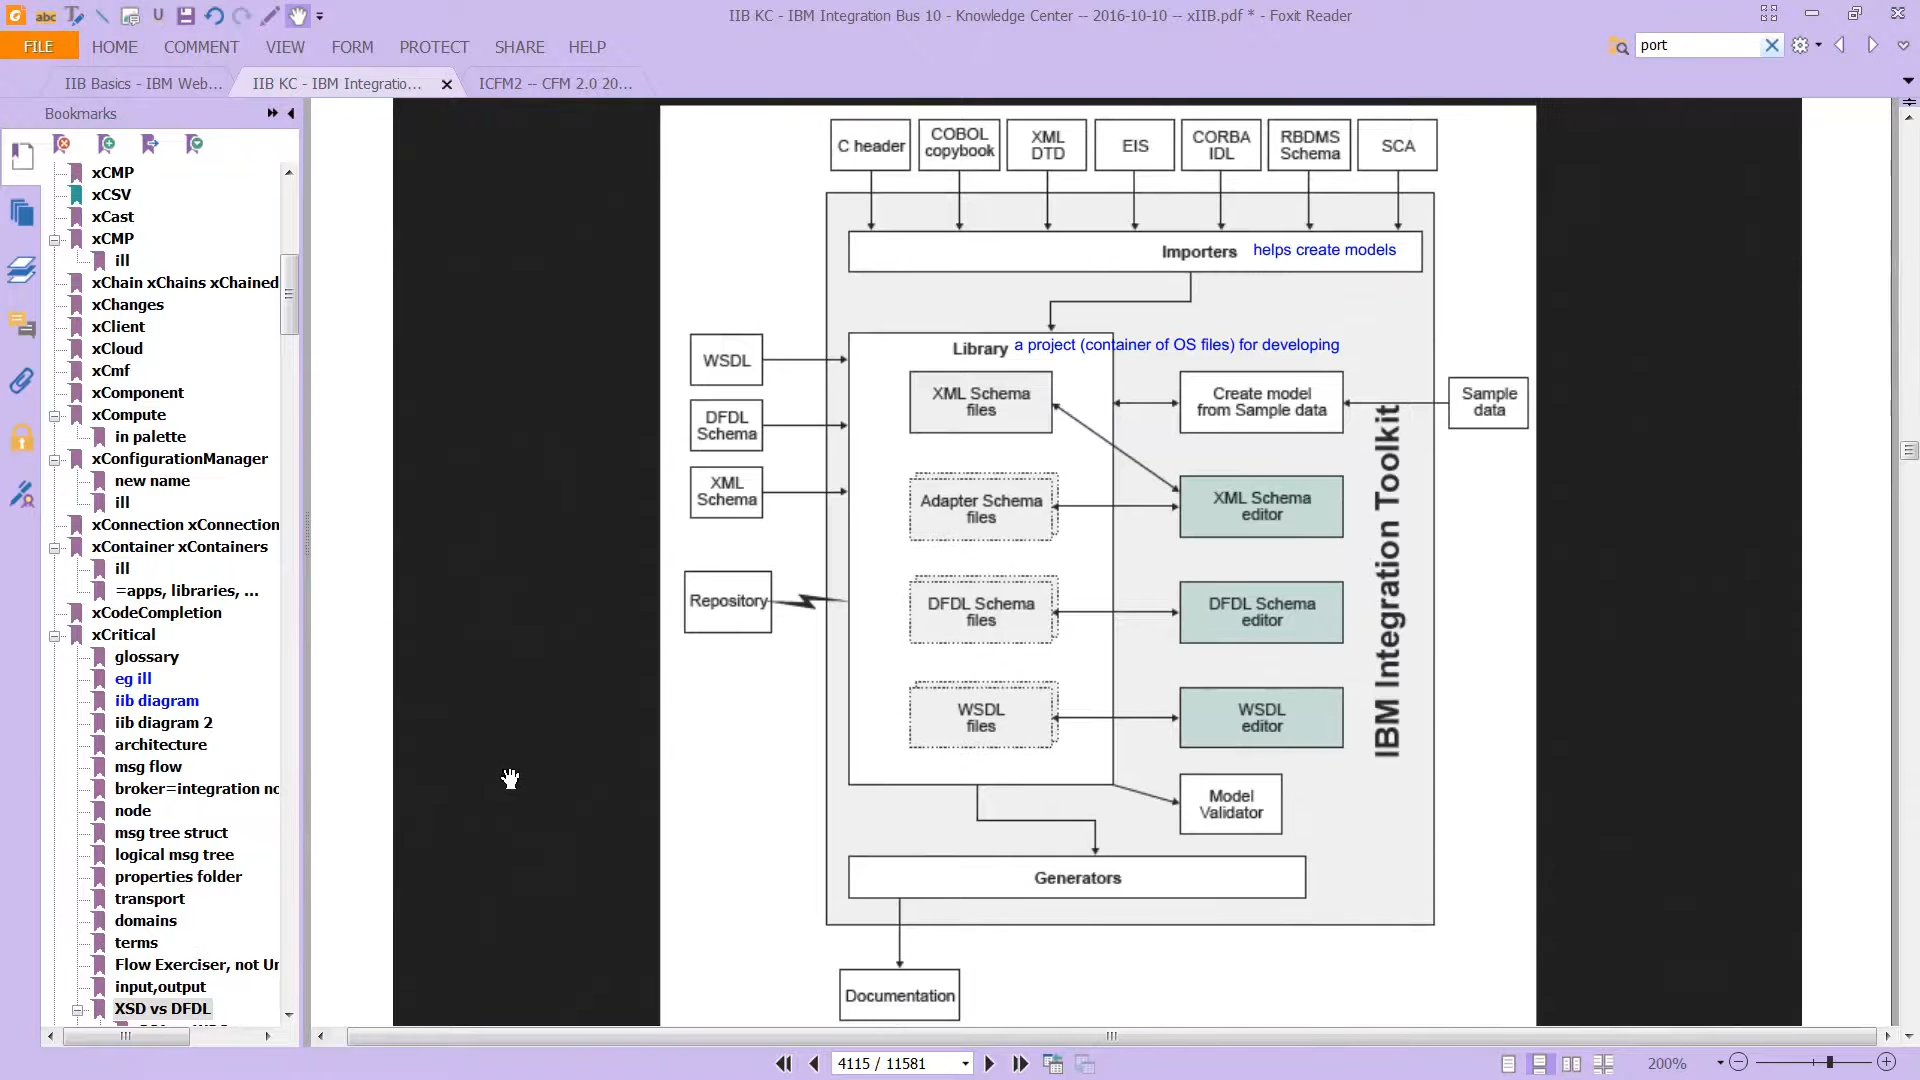 IIB KC - IBM Integration Bus 10 - Knowledge Center -- 2016-10-10 -- xIIB.pdf * - Foxit Reader
FILE HOME COMMENT VIEW FORM PROTECT SHARE HELP
port
IIB Basics - IBM Web...
IIB KC - IBM Integratio...
ICFM2 -- CFM 2.0 20...
Bookmarks
xCMP
xCSV
xCast
xCMP
ill
xChain xChains xChained
xChanges
xClient
xCloud
xCmf
xComponent
xCompute
in palette
xConfigurationManager
new name
ill
xConnection xConnection
xContainer xContainers
ill
=apps, libraries, ...
xCodeCompletion
xCritical
glossary
eg ill
iib diagram
iib diagram 2
architecture
msg flow
broker=integration no
node
msg tree struct
logical msg tree
properties folder
transport
domains
terms
Flow Exerciser, not Ur
input,output
XSD vs DFDL
C header
COBOL
copybook
XML
DTD
EIS
CORBA
IDL
RBDMS
Schema
SCA
Importers helps create models
Library a project (container of OS files) for developing
WSDL
DFDL
Schema
XML
Schema
Repository
XML Schema
files
Adapter Schema
files
DFDL Schema
files
WSDL
files
Create model
from Sample data
XML Schema
editor
DFDL Schema
editor
WSDL
editor
Model
Validator
IBM Integration Toolkit
Sample
data
Generators
Documentation
4115 / 11581
200%